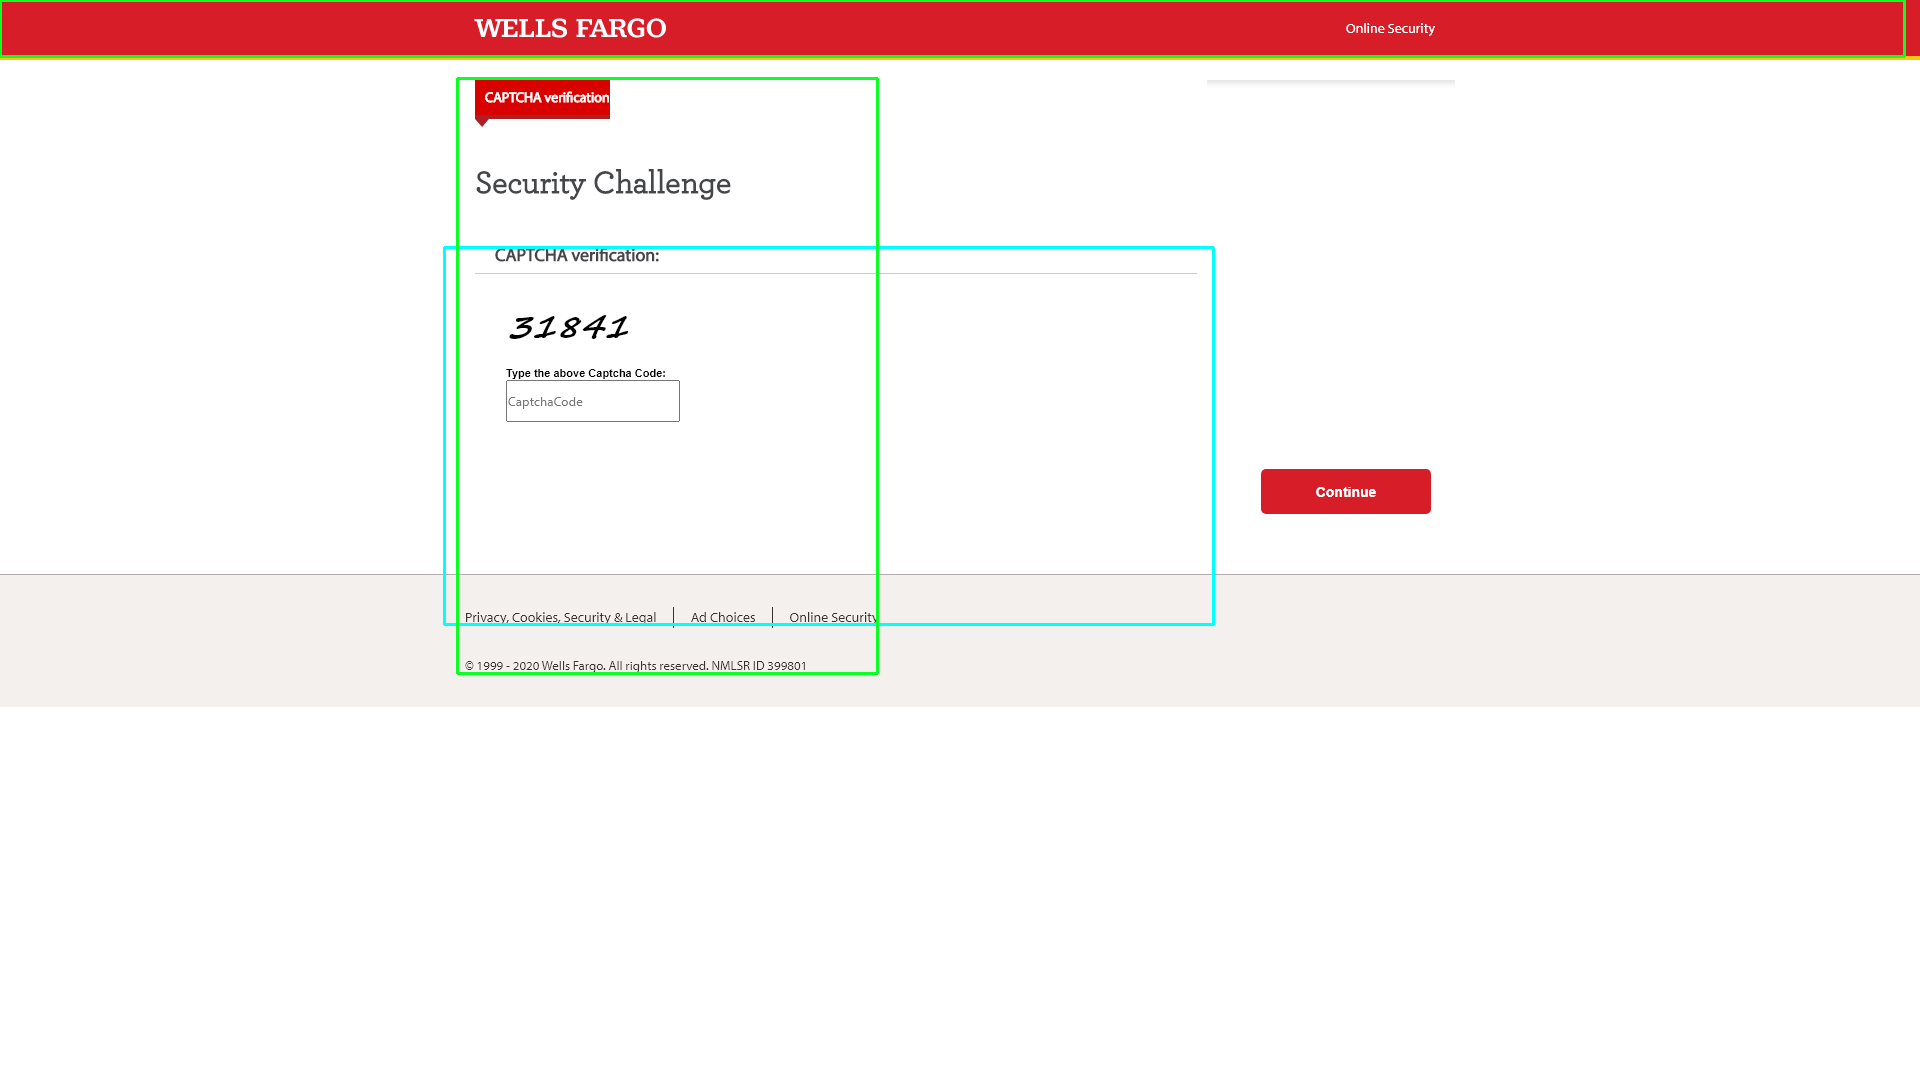 WELLS FARGO
Online Security
CAPTCHA verification
Security Challenge
CAPTCHA verification:
31841
Type the above Captcha Code:
CaptchaCode
Continue
Privacy, Cookies, Security & Legal
Ad Choices
Online Security
© 1999 - 2020 Wells Fargo. All rights reserved. NMLSR ID 399801